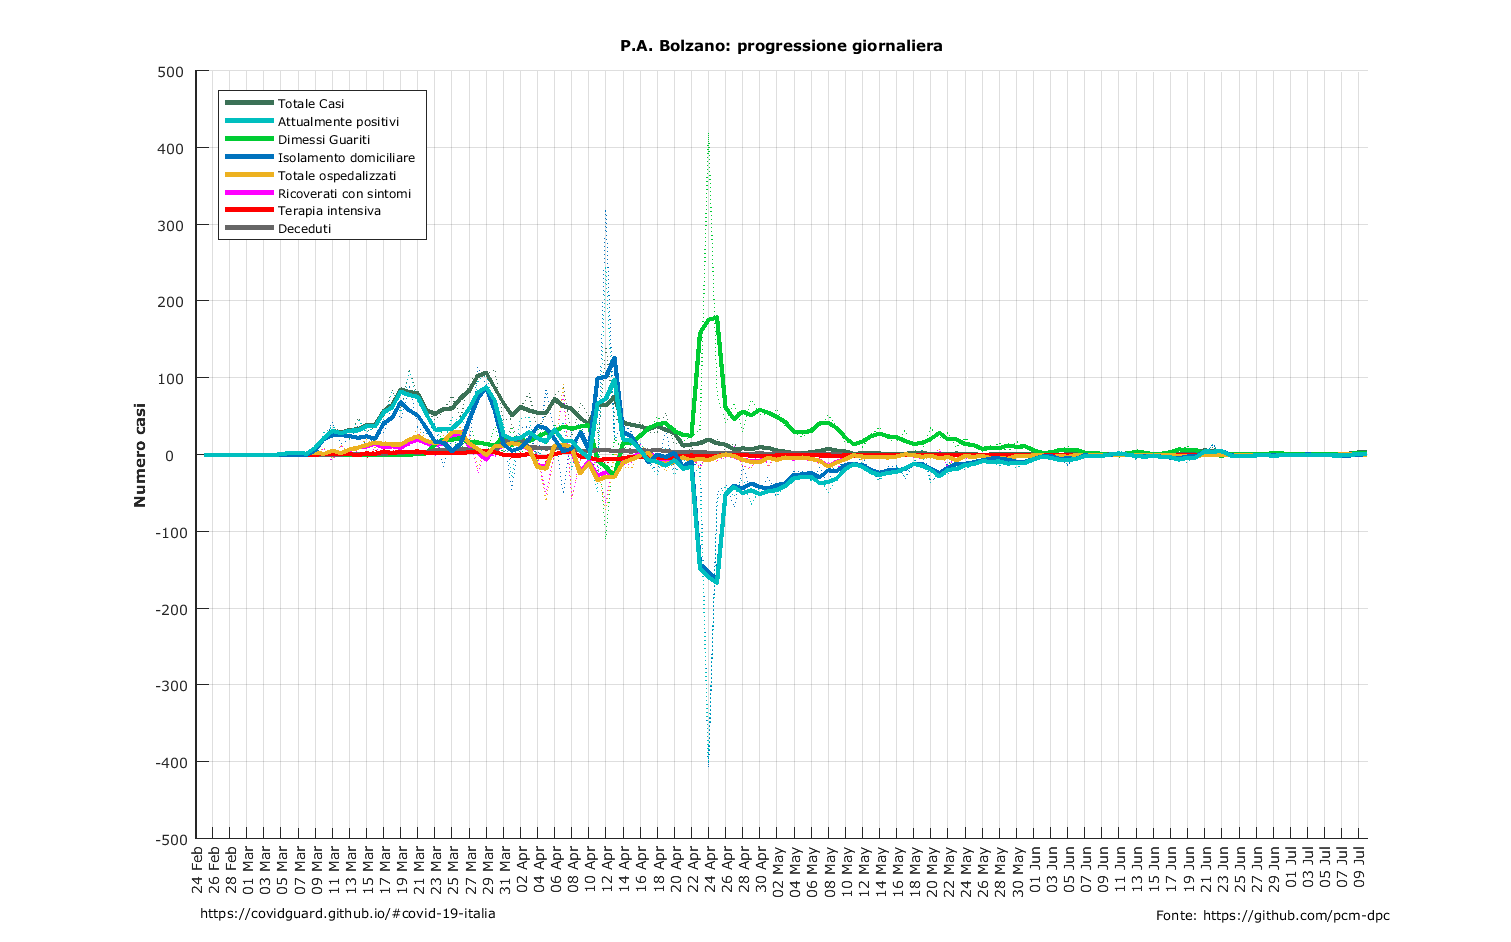 P.A. Bolzano: progressione giornaliera
500
400
300
200
100
0
-100
-200
-300
-400
-500
Numero casi
Totale Casi
Attualmente positivi
Dimessi Guariti
Isolamento domiciliare
Totale ospedalizzati
Ricoverati con sintomi
Terapia intensiva
Deceduti
24 Feb
26 Feb
28 Feb
01 Mar
03 Mar
05 Mar
07 Mar
09 Mar
11 Mar
13 Mar
15 Mar
17 Mar
19 Mar
21 Mar
23 Mar
25 Mar
27 Mar
29 Mar
31 Mar
02 Apr
04 Apr
06 Apr
08 Apr
10 Apr
12 Apr
14 Apr
16 Apr
18 Apr
20 Apr
22 Apr
24 Apr
26 Apr
28 Apr
30 Apr
02 May
04 May
06 May
08 May
10 May
12 May
14 May
16 May
18 May
20 May
22 May
24 May
26 May
28 May
30 May
01 Jun
03 Jun
05 Jun
07 Jun
09 Jun
11 Jun
13 Jun
15 Jun
17 Jun
19 Jun
21 Jun
23 Jun
25 Jun
27 Jun
29 Jun
01 Jul
03 Jul
05 Jul
07 Jul
09 Jul
https://covidguard.github.io/#covid-19-italia
Fonte: https://github.com/pcm-dpc